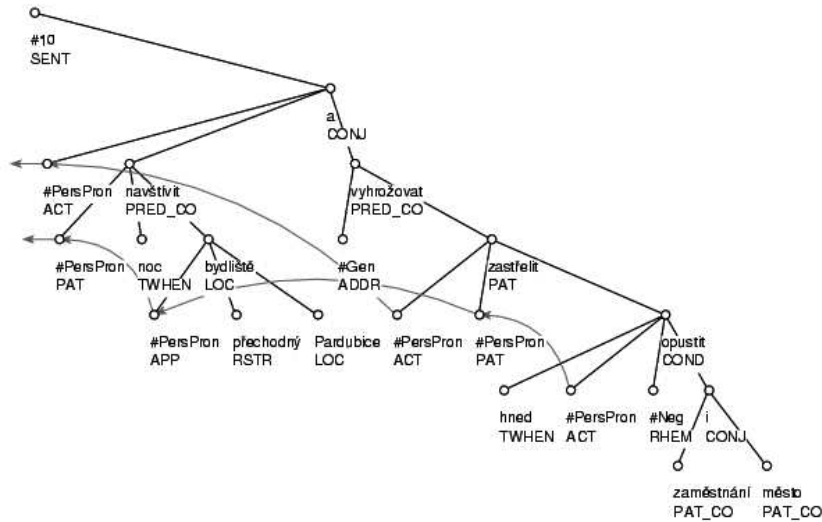 #10
SENT
a
CONJ
#PersPron
ACT
navštívit
PRED_CO
vyhrožovat
PRED_CO
#PersPron
PAT
noc
TWHEN
bydliště
LOC
#Gen
ADDR
zastřelit
PAT
#PersPron
APP
přechodný
RSTR
Pardubice
LOC
#PersPron
ACT
#PersPron
PAT
opustit
COND
hned
TWHEN
#PersPron
ACT
#Neg
RHEM
i
CONJ
zaměstnání
PAT_CO
město
PAT_CO